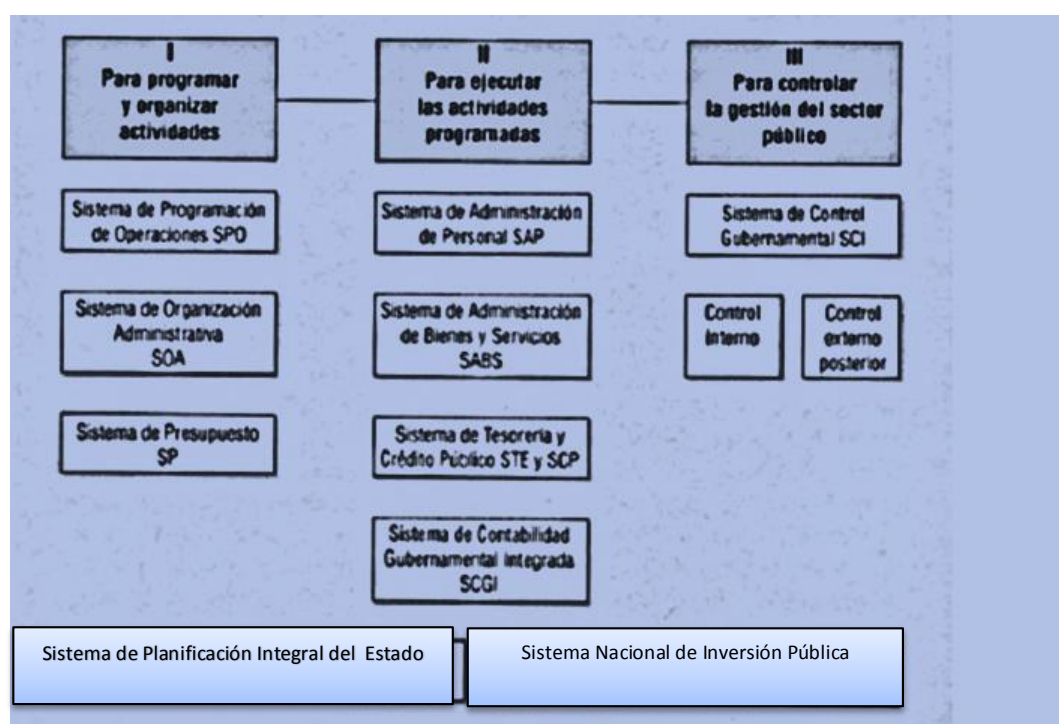 I
Para programar
y organizar
actividades
II
Para ejecutar
las actividades
programadas
III
Para controlar
la gestión del sector
público
Sistema de Programación
de Operaciones SPO
Sistema de Organización
Administrativa
SOA
Sistema de Presupuesto
SP
Sistema de Administración
de Personal SAP
Sistema de Administración
de Bienes y Servicios
SABS
Sistema de Tesorería y
Crédito Público STE y SCP
Sistema de Contabilidad
Gubernamental Integrada
SCGI
Sistema de Control
Gubernamental SCI
Control
Interno
Control
externo
posterior
Sistema de Planificación Integral del Estado
Sistema Nacional de Inversión Pública